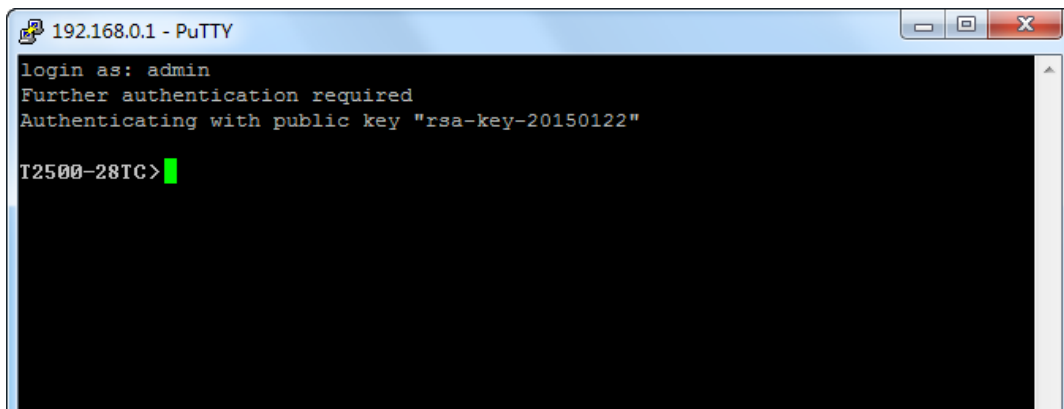 192.168.0.1 - PuTTY
login as: admin
Further authentication required
Authenticating with public key "rsa-key-20150122"
T2500-28TC>